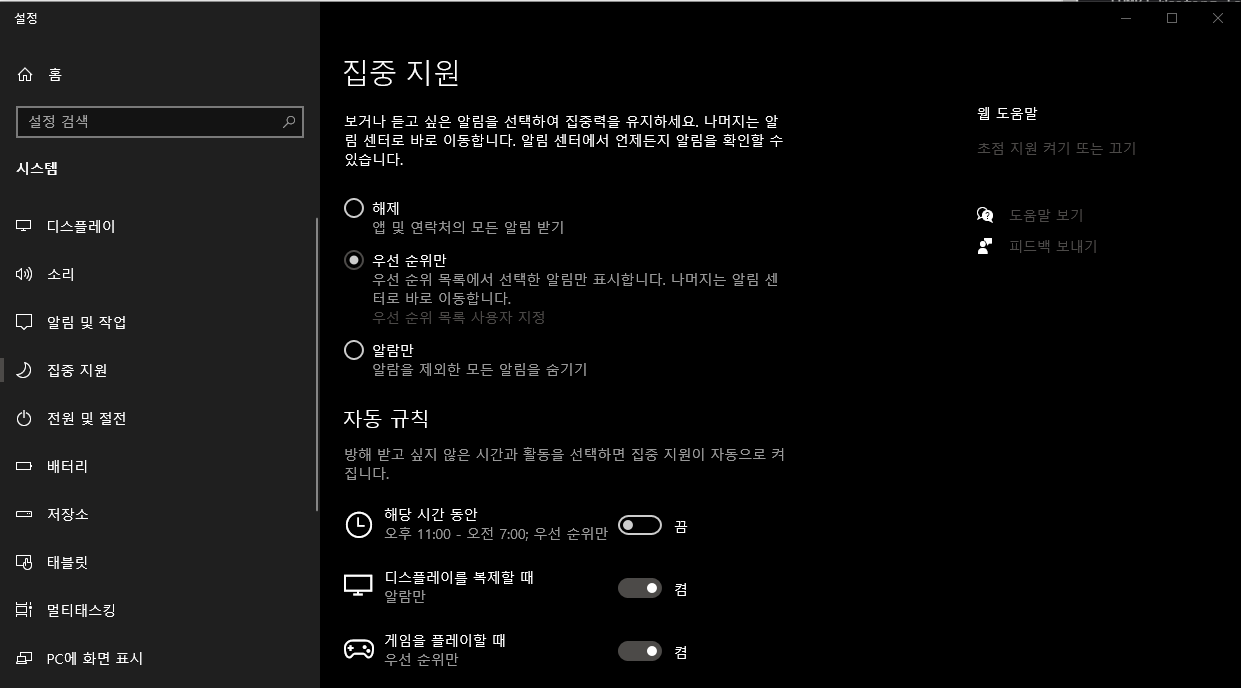 설정
홈
설정 검색
시스템
디스플레이
소리
알림 및 작업
집중 지원
전원 및 절전
배터리
저장소
태블릿
멀티태스킹
PC에 화면 표시
집중 지원
보거나 듣고 싶은 알림을 선택하여 집중력을 유지하세요. 나머지는 알
림 센터로 바로 이동합니다. 알림 센터에서 언제든지 알림을 확인할 수
있습니다.
해제
앱 및 연락처의 모든 알림 받기
우선 순위만
우선 순위 목록에서 선택한 알림만 표시합니다. 나머지는 알림 센
터로 바로 이동합니다.
우선 순위 목록 사용자 지정
알람만
알람을 제외한 모든 알림을 숨기기
자동 규칙
방해 받고 싶지 않은 시간과 활동을 선택하면 집중 지원이 자동으로 켜
집니다.
해당 시간 동안
오후 11:00 - 오전 7:00; 우선 순위만
끔
디스플레이를 복제할 때
알람만
켬
게임을 플레이할 때
우선 순위만
켬
웹 도움말
초점 지원 켜기 또는 끄기
도움말 보기
피드백 보내기